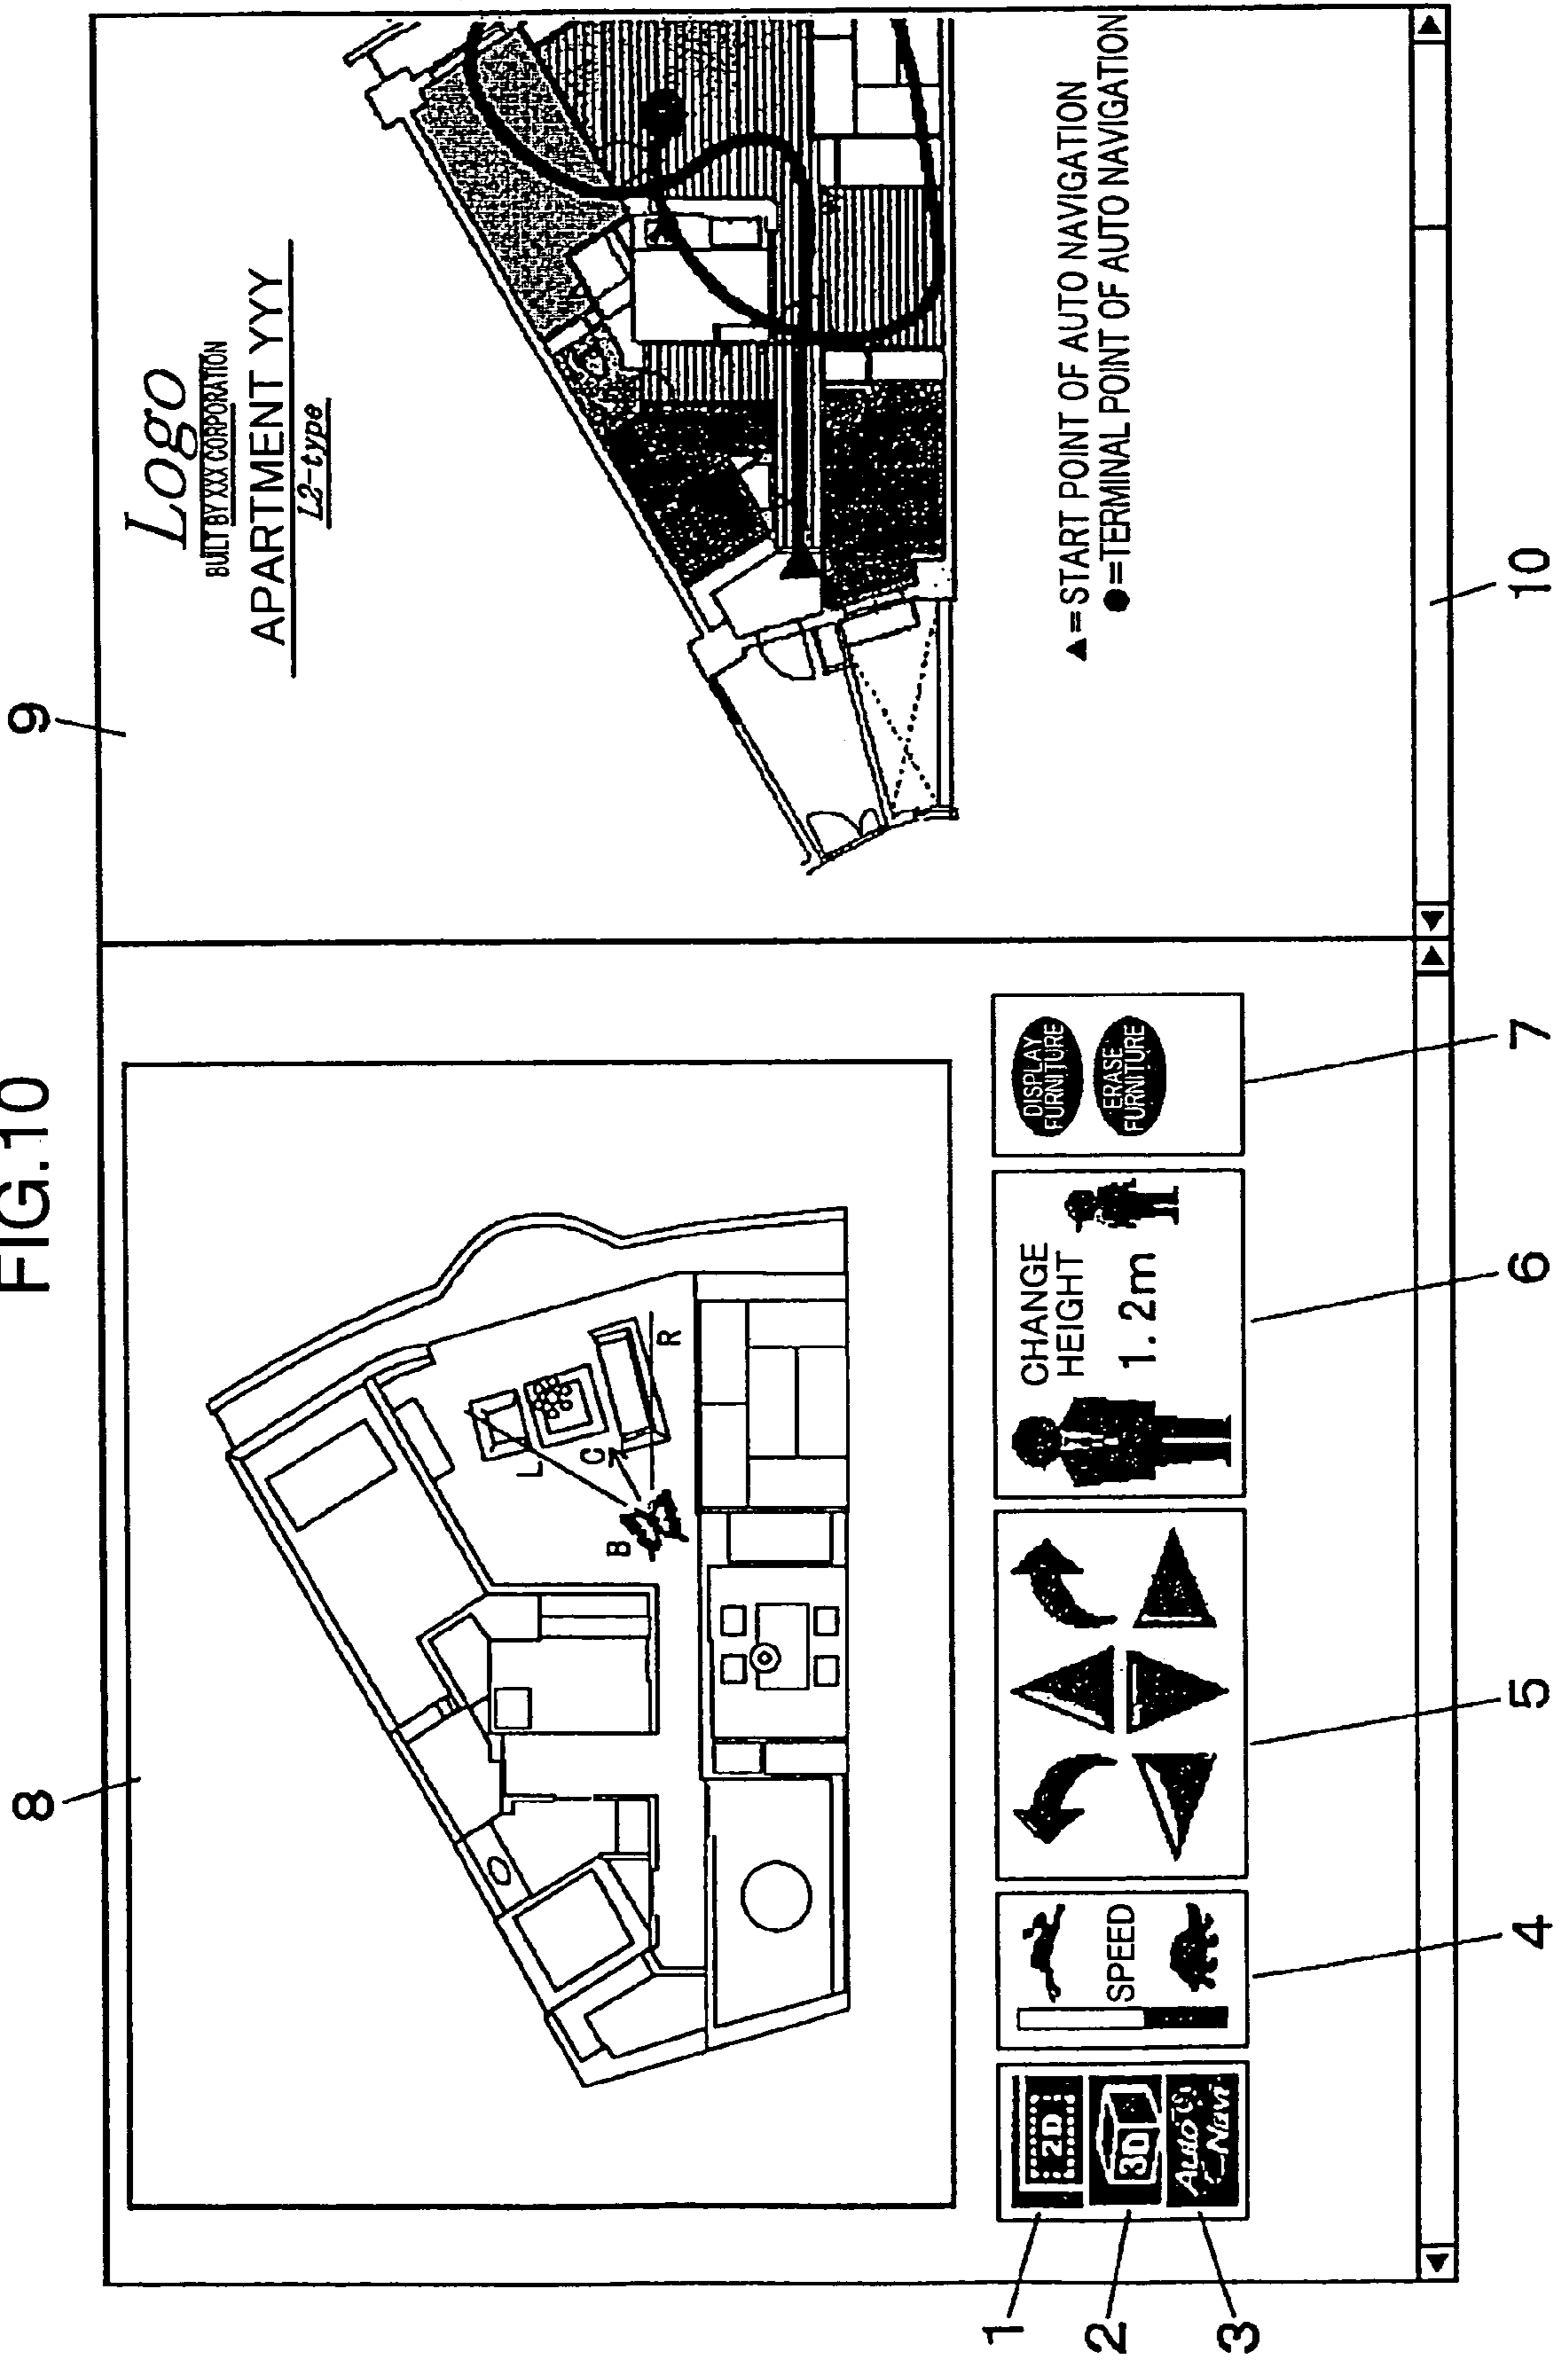 FIG.10
8
9
Logo
BUILT BY XXX CORPORATION
APARTMENT YYY
L2-type
L
C
R
B
▲=START POINT OF AUTO NAVIGATION
●=TERMINAL POINT OF AUTO NAVIGATION
2D
3D
AUTO
NAVI
SPEED
CHANGE
HEIGHT
1.2m
DISPLAY
FURNITURE
ERASE
FURNITURE
1
2
3
4
5
6
7
10